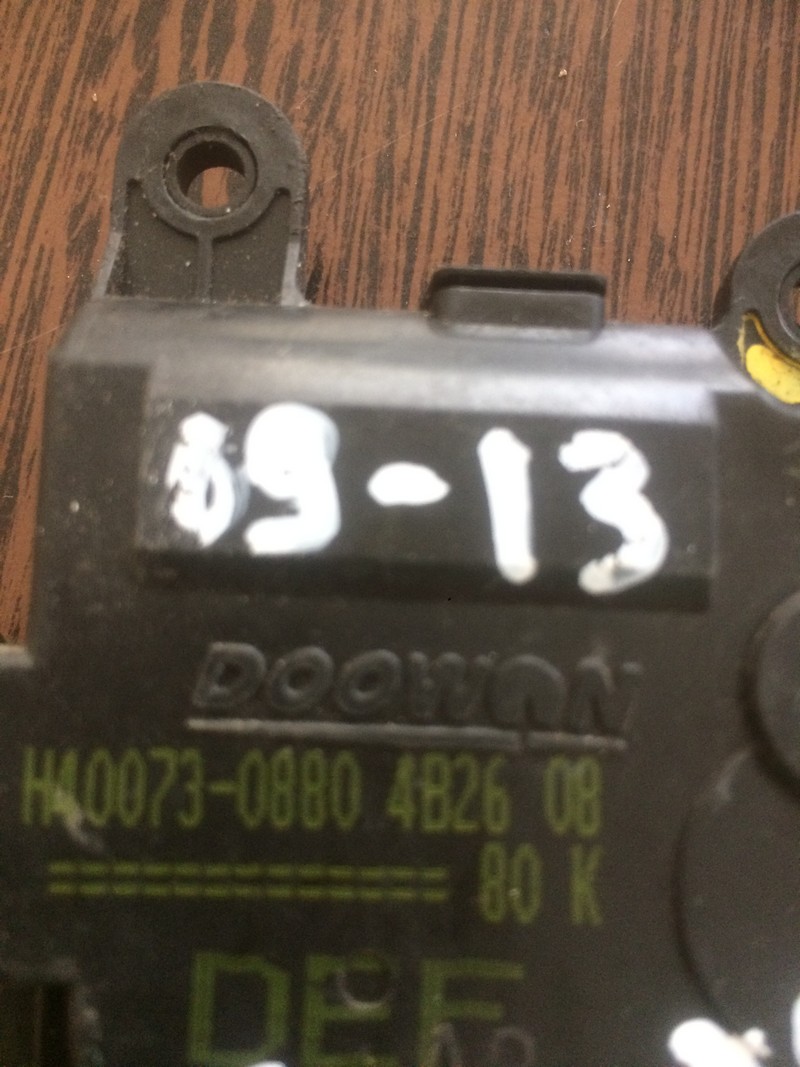 09-13
DOOWON
H40073-0880 4B26 08
============== 80 K
DEF